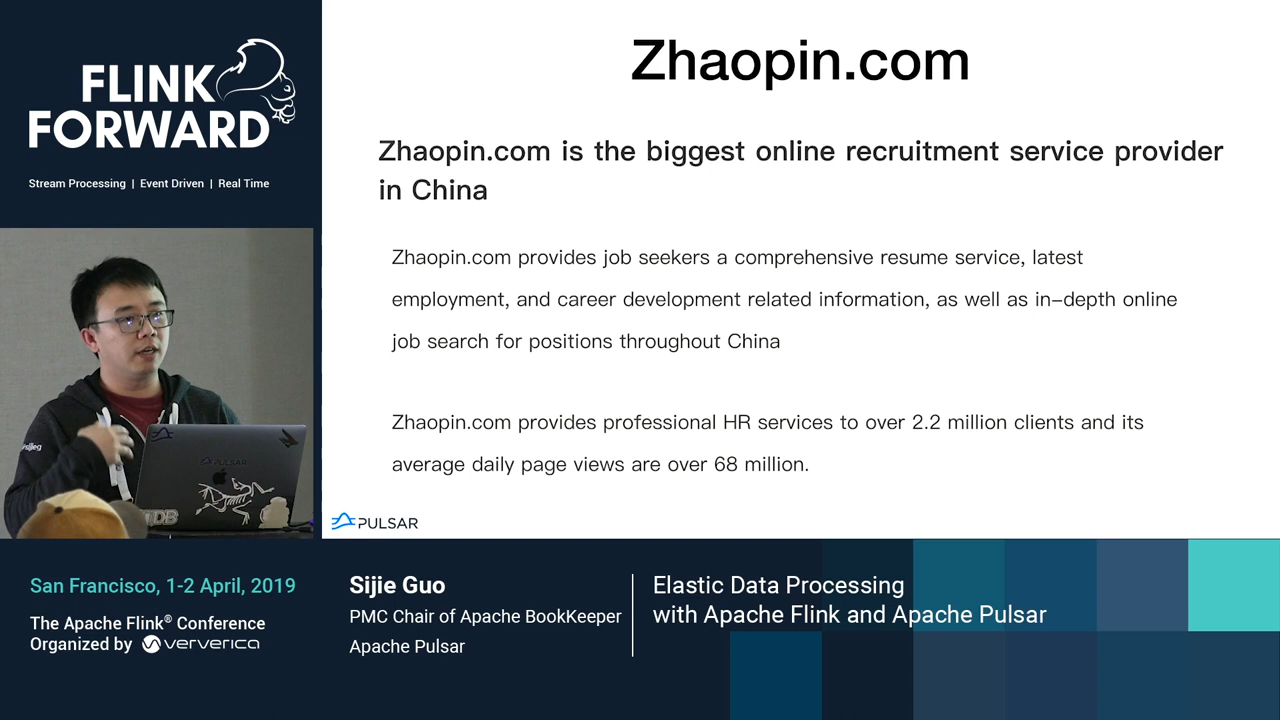 FLINK
FORWARD
Stream Processing | Event Driven | Real Time
Zhaopin.com
Zhaopin.com is the biggest online recruitment service provider
in China
Zhaopin.com provides job seekers a comprehensive resume service, latest
employment, and career development related information, as well as in-depth online
job search for positions throughout China
Zhaopin.com provides professional HR services to over 2.2 million clients and its
average daily page views are over 68 million.
PULSAR
sijieg
PULSAR
San Francisco, 1-2 April, 2019
The Apache Flink® Conference
Organized by ververica
Sijie Guo
PMC Chair of Apache BookKeeper
Apache Pulsar
Elastic Data Processing
with Apache Flink and Apache Pulsar